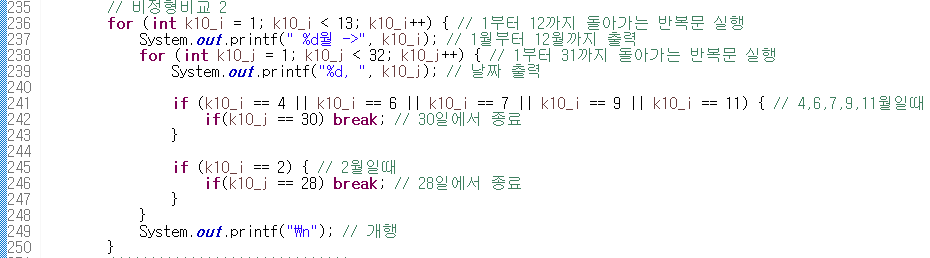 235 // 비정형비교 2
236 for (int k10_i = 1; k10_i < 13; k10_i++) { // 1부터 12까지 돌아가는 반복문 실행
237 System.out.printf(" %d월 ->", k10_i); // 1월부터 12월까지 출력
238 for (int k10_j = 1; k10_j < 32; k10_j++) { // 1부터 31까지 돌아가는 반복문 실행
239 System.out.printf("%d, ", k10_j); // 날짜 출력
240
241 if (k10_i == 4 || k10_i == 6 || k10_i == 7 || k10_i == 9 || k10_i == 11) { // 4,6,7,9,11월일때
242 if(k10_j == 30) break; // 30일에서 종료
243 }
244
245 if (k10_i == 2) { // 2월일때
246 if(k10_j == 28) break; // 28일에서 종료
247 }
248 }
249 System.out.printf("₩n"); // 개행
250 }